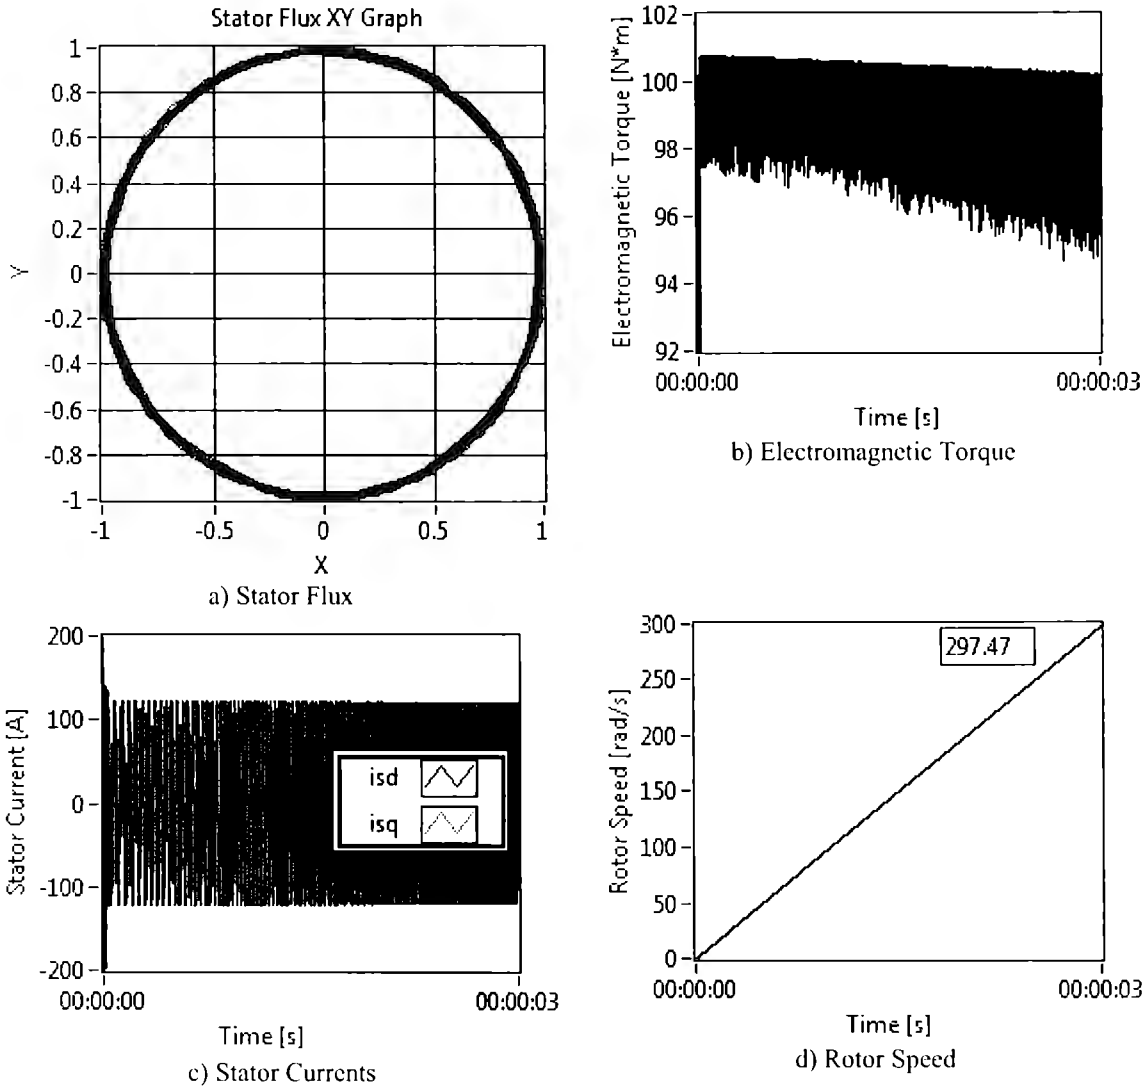 Stator Flux XY Graph
1
0.8
0.6
0.4
0.2
0
-0.2
-0.4
-0.6
-0.8
-1
Y
-1 -0.5 0 0.5 1
X
a) Stator Flux
102
100
98
96
94
92
Electromagnetic Torque [N*m]
00:00:00 00:00:03
Time [s]
b) Electromagnetic Torque
200
100
0
-100
-200
Stator Current [A]
isd
isq
00:00:00 00:00:03
Time [s]
c) Stator Currents
300
250
200
150
100
50
0
Rotor Speed [rad/s]
297.47
00:00:00 00:00:03
Time [s]
d) Rotor Speed